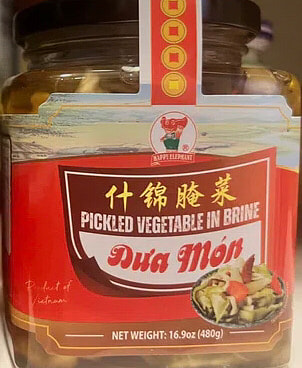 HAPPY ELEPHANT
®
什錦腌菜
PICKLED VEGETABLE IN BRINE
Dưa Món
Product of
Vietnam
NET WEIGHT: 16.9oz (480g)